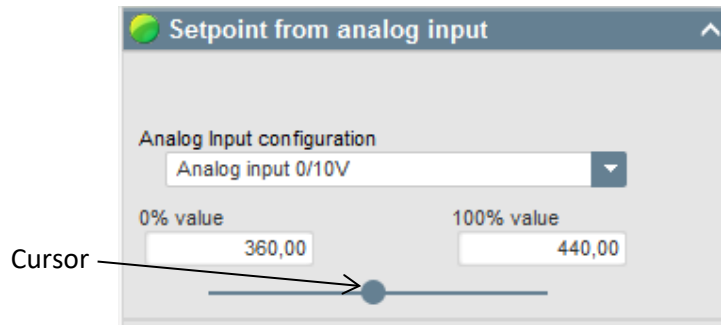 Setpoint from analog input
Analog Input configuration
Analog input 0/10V
0% value 100% value
360,00 440,00
Cursor